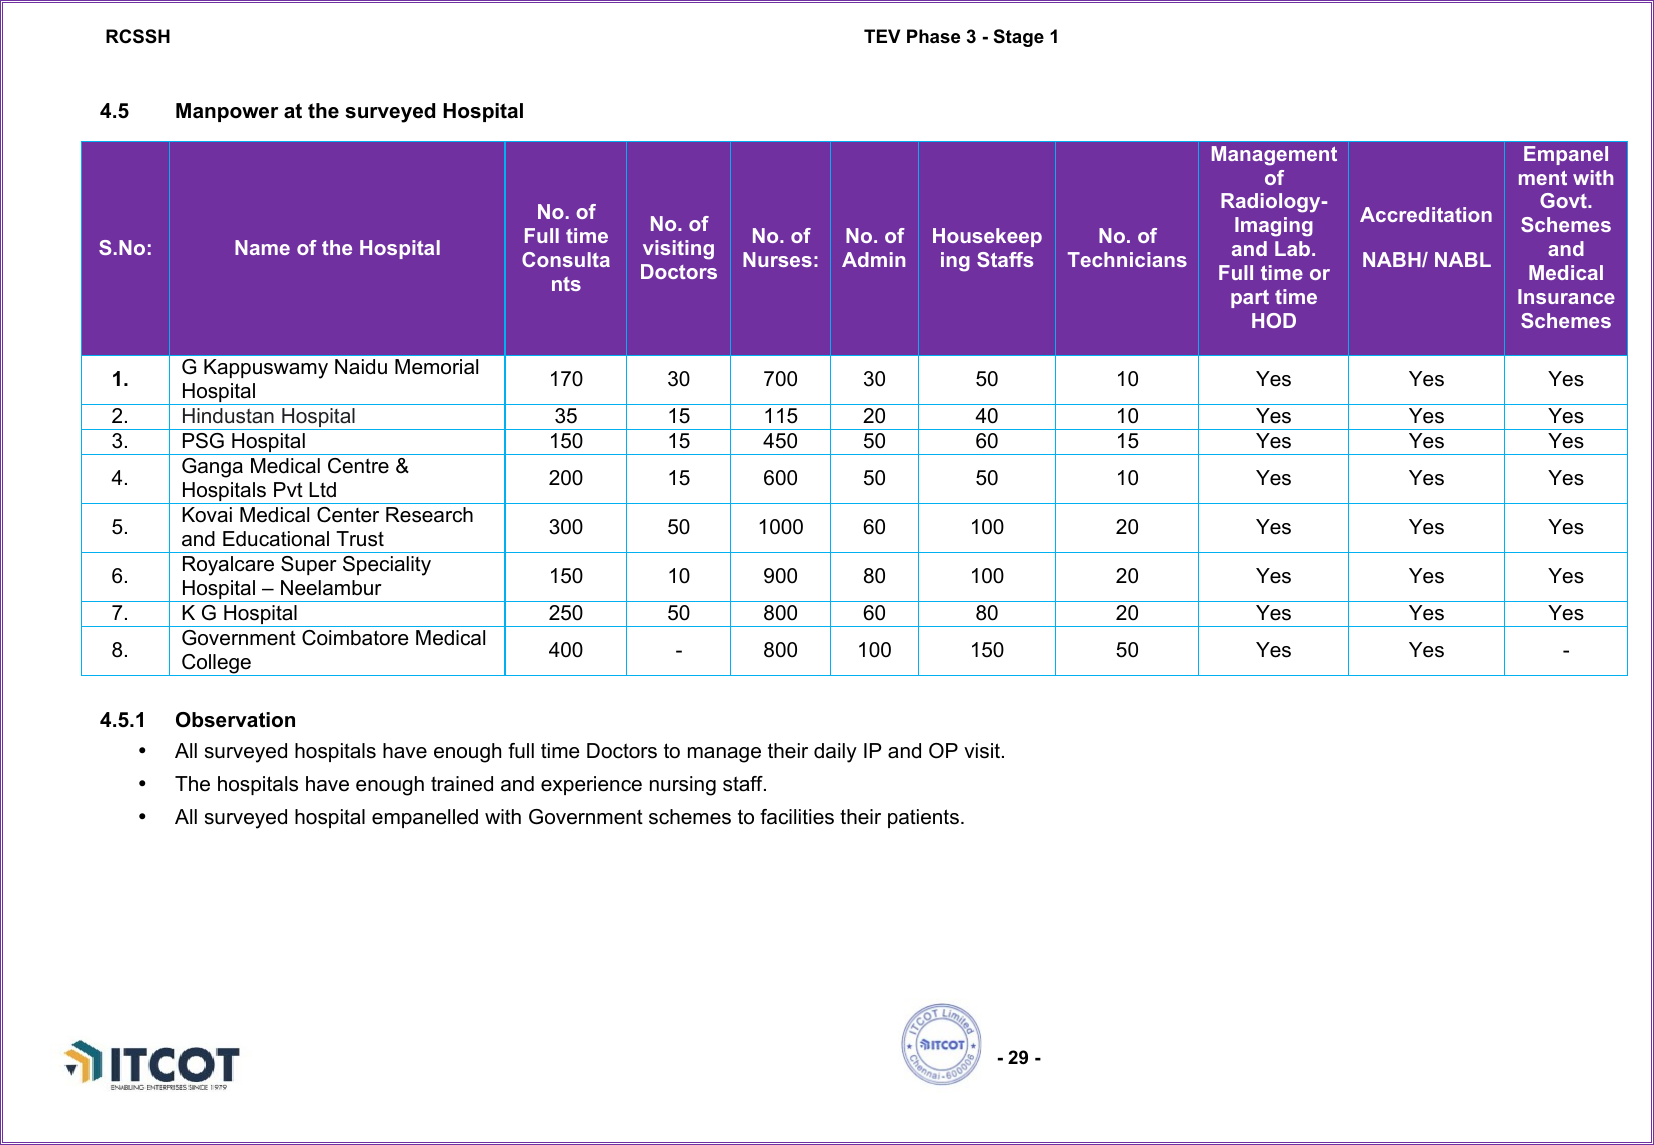 RCSSH TEV Phase 3 - Stage 1
4.5 Manpower at the surveyed Hospital
S.No: Name of the Hospital No. of Full time Consulta nts No. of visiting Doctors No. of Nurses: No. of Admin Housekeep ing Staffs No. of Technicians Management of Radiology- Imaging and Lab. Full time or part time HOD Accreditation NABH/ NABL Empanel ment with Govt. Schemes and Medical Insurance Schemes
1. G Kappuswamy Naidu Memorial Hospital 170 30 700 30 50 10 Yes Yes Yes
2. Hindustan Hospital 35 15 115 20 40 10 Yes Yes Yes
3. PSG Hospital 150 15 450 50 60 15 Yes Yes Yes
4. Ganga Medical Centre & Hospitals Pvt Ltd 200 15 600 50 50 10 Yes Yes Yes
5. Kovai Medical Center Research and Educational Trust 300 50 1000 60 100 20 Yes Yes Yes
6. Royalcare Super Speciality Hospital – Neelambur 150 10 900 80 100 20 Yes Yes Yes
7. K G Hospital 250 50 800 60 80 20 Yes Yes Yes
8. Government Coimbatore Medical College 400 - 800 100 150 50 Yes Yes -
4.5.1 Observation
• All surveyed hospitals have enough full time Doctors to manage their daily IP and OP visit.
• The hospitals have enough trained and experience nursing staff.
• All surveyed hospital empanelled with Government schemes to facilities their patients.
ITCOT
ENABLING ENTERPRISES SINCE 1979
ITCOT Limited
ITCOT
Chennai-600006
- 29 -